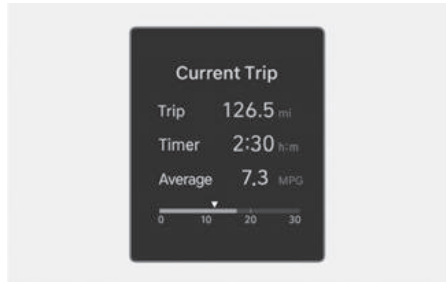 Current Trip
Trip 126.5 mi
Timer 2:30 h:m
Average 7.3 MPG
0 10 20 30